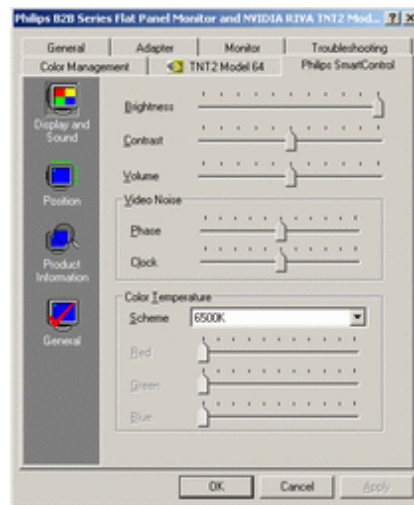 Philips B2B Series Flat Panel Monitor and NVIDIA RIVA TNT2 Mod...
General Adapter Monitor Troubleshooting
Color Management TNT2 Model 64 Philips SmartControl
Display and
Sound
Position
Product
Information
General
Brightness
Contrast
Volume
Video Noise
Phase
Clock
Color Temperature
Scheme 6500K
Red
Green
Blue
OK Cancel Apply